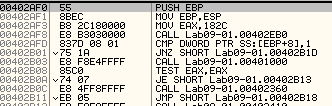 00402AF0 55 PUSH EBP
00402AF1 8BEC MOV EBP,ESP
00402AF3 B8 2C180000 MOV EAX,182C
00402AF8 E8 B3030000 CALL Lab09-01.00402EB0
00402AFD 837D 08 01 CMP DWORD PTR SS:[EBP+8],1
00402B01 75 1A JNZ SHORT Lab09-01.00402B1D
00402B03 E8 F8E4FFFF CALL Lab09-01.00401000
00402B08 85C0 TEST EAX,EAX
00402B0A 74 07 JE SHORT Lab09-01.00402B13
00402B0C E8 4FF8FFFF CALL Lab09-01.00402360
00402B11 EB 05 JMP SHORT Lab09-01.00402B18